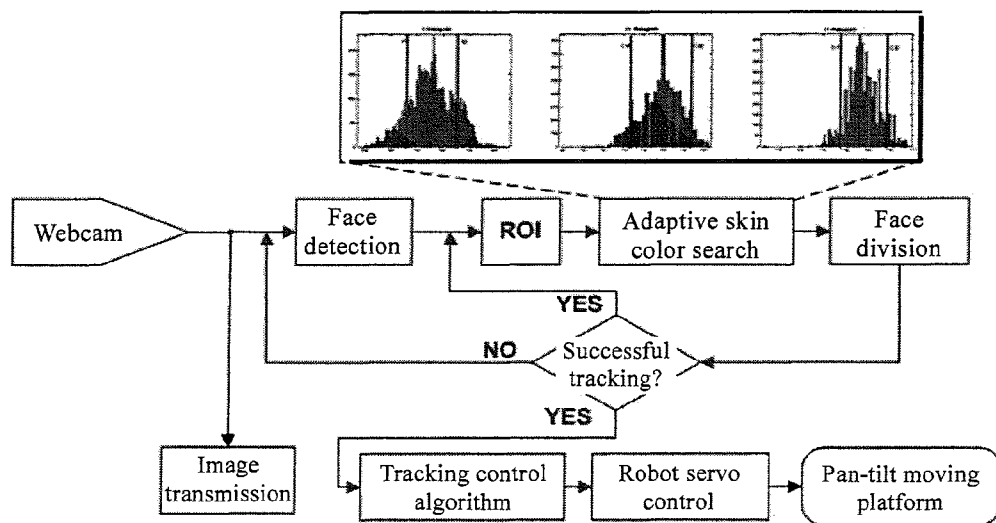 Webcam
Face
detection
ROI
Adaptive skin
color search
Face
division
YES
NO
Successful
tracking?
YES
Image
transmission
Tracking control
algorithm
Robot servo
control
Pan-tilt moving
platform